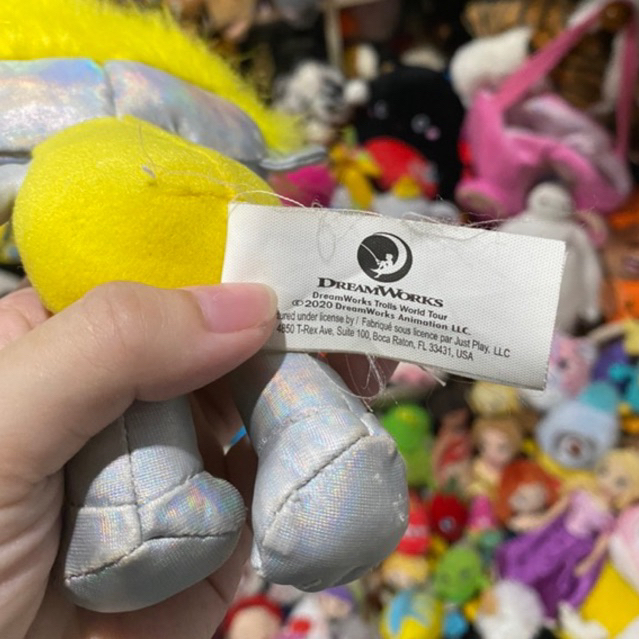 DREAMWORKS
DreamWorks Trolls World Tour
©2020 DreamWorks Animation LLC.
under license by / Fabriqué sous licence par Just Play, LLC
4850 T-Rex Ave, Suite 100, Boca Raton, FL 33431, USA